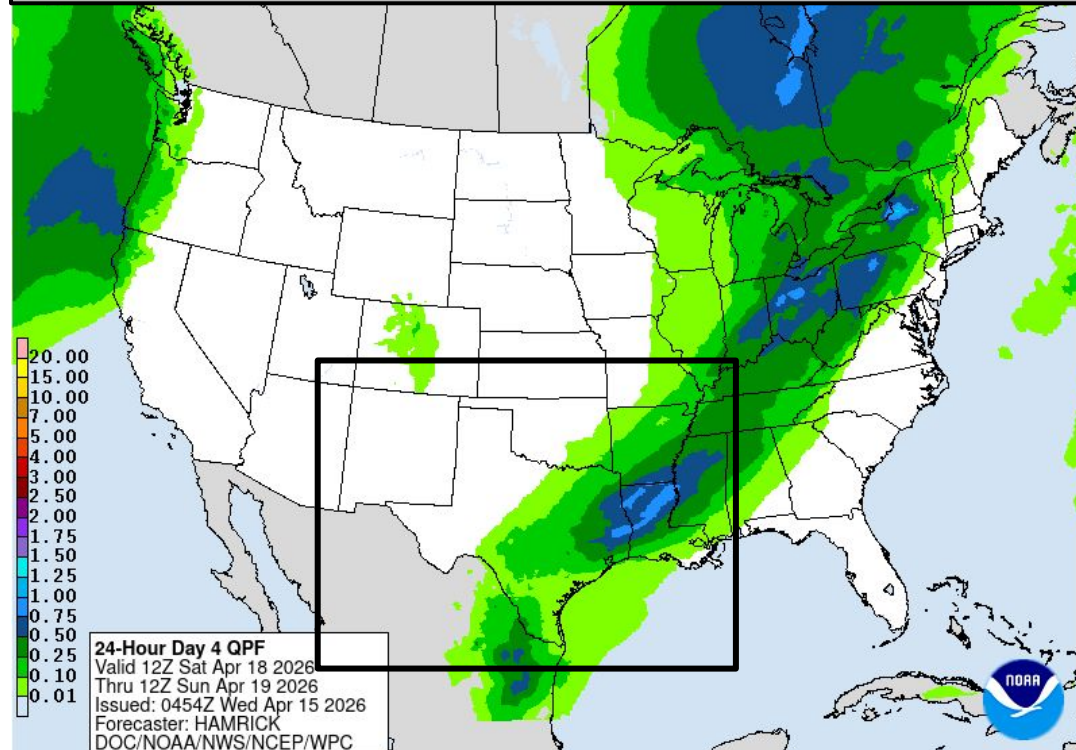 20.00
15.00
10.00
7.00
5.00
4.00
3.00
2.50
2.00
1.75
1.50
1.25
1.00
0.75
0.50
0.25
0.10
0.01
24-Hour Day 4 QPF
Valid 12Z Sat Apr 18 2026
Thru 12Z Sun Apr 19 2026
Issued: 0454Z Wed Apr 15 2026
Forecaster: HAMRICK
DOC/NOAA/NWS/NCEP/WPC
NOAA